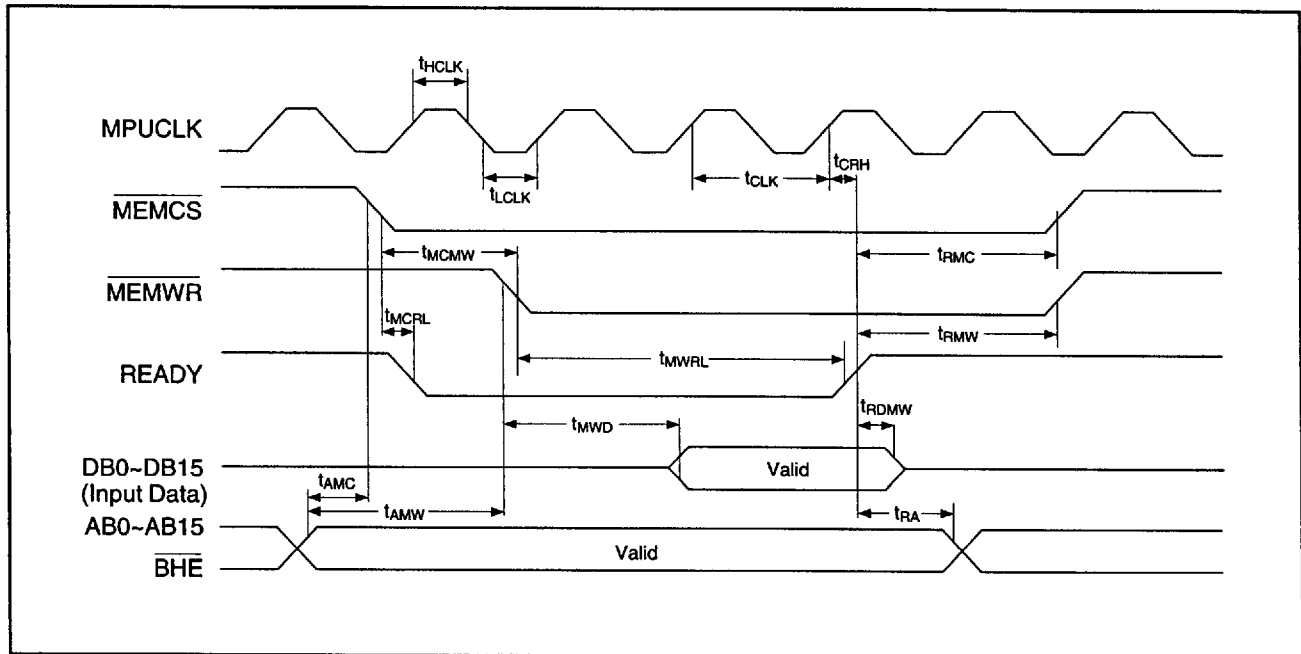 tHCLK
MPUCLK
tCRH
tLCLK
tCLK
MEMCS
tMCMW
tRMC
MEMWR
tMCRL
tRMW
READY
tMWRL
tRDMW
tMWD
DB0~DB15
(Input Data)
Valid
tAMC
tAMW
AB0~AB15
tRA
Valid
BHE